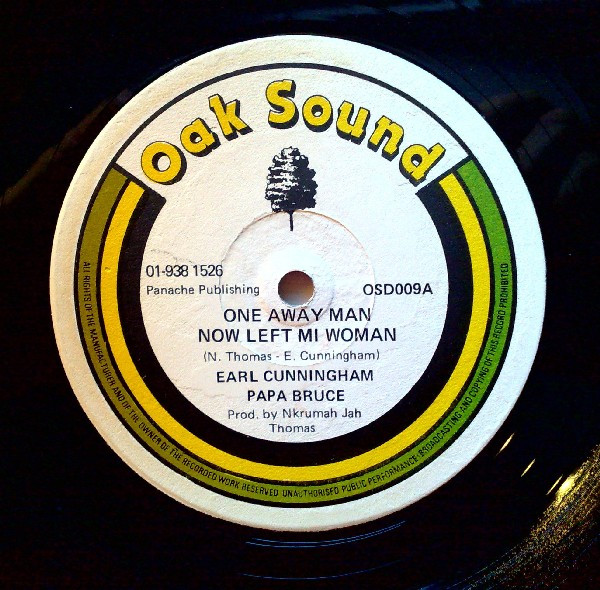 Oak Sound
01-938 1526
Panache Publishing
OSD009A
ONE AWAY MAN
NOW LEFT MI WOMAN
(N. Thomas - E. Cunningham)
EARL CUNNINGHAM
PAPA BRUCE
Prod. by Nkrumah Jah
Thomas
ALL RIGHTS OF THE MANUFACTURER AND OF THE OWNER OF THE RECORDED WORK RESERVED UNAUTHORISED PUBLIC PERFORMANCE· BROADCASTING AND COPYING OF THIS RECORD PROHIBITED